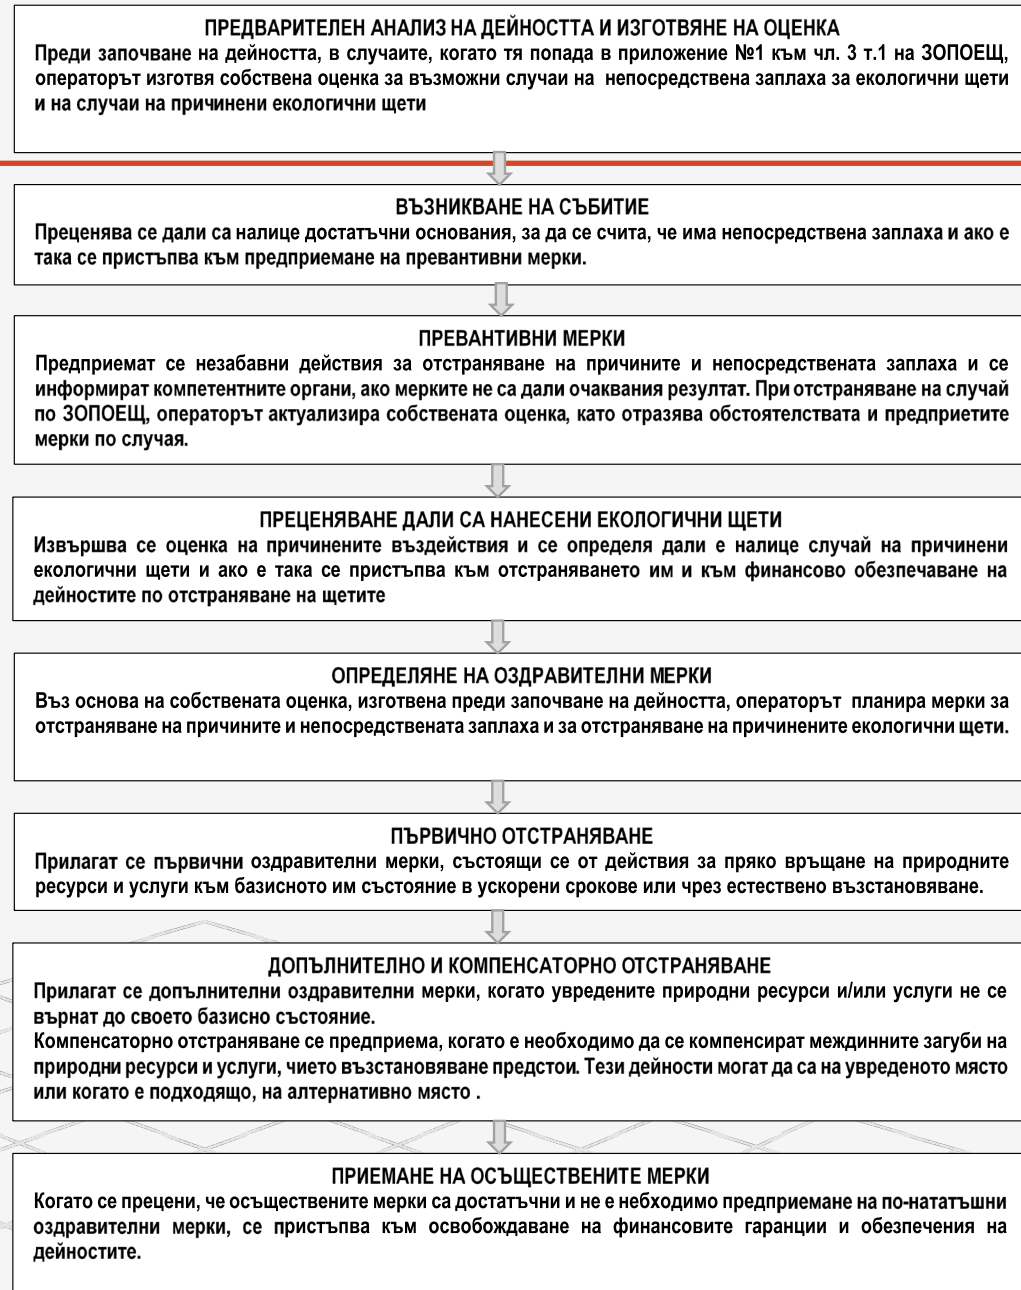 ПРЕДВАРИТЕЛЕН АНАЛИЗ НА ДЕЙНОСТТА И ИЗГОТВЯНЕ НА ОЦЕНКА
Преди започване на дейността, в случаите, когато тя попада в приложение №1 към чл. 3 т.1 на ЗОПОЕЩ,
операторът изготвя собствена оценка за възможни случаи на непосредствена заплаха за екологични щети
и на случаи на причинени екологични щети
ВЪЗНИКВАНЕ НА СЪБИТИЕ
Преценява се дали са налице достатъчни основания, за да се счита, че има непосредствена заплаха и ако е
така се пристъпва към предприемане на превантивни мерки.
ПРЕВАНТИВНИ МЕРКИ
Предприемат се незабавни действия за отстраняване на причините и непосредствената заплаха и се
информират компетентните органи, ако мерките не са дали очаквания резултат. При отстраняване на случай
по ЗОПОЕЩ, операторът актуализира собствената оценка, като отразява обстоятелствата и предприетите
мерки по случая.
ПРЕЦЕНЯВАНЕ ДАЛИ СА НАНЕСЕНИ ЕКОЛОГИЧНИ ЩЕТИ
Извършва се оценка на причинените въздействия и се определя дали е налице случай на причинени
екологични щети и ако е така се пристъпва към отстраняването им и към финансово обезпечаване на
дейностите по отстраняване на щетите
ОПРЕДЕЛЯНЕ НА ОЗДРАВИТЕЛНИ МЕРКИ
Въз основа на собствената оценка, изготвена преди започване на дейността, операторът планира мерки за
отстраняване на причините и непосредствената заплаха и за отстраняване на причинените екологични щети.
ПЪРВИЧНО ОТСТРАНЯВАНЕ
Прилагат се първични оздравителни мерки, състоящи се от действия за пряко връщане на природните
ресурси и услуги към базисното им състояние в ускорени срокове или чрез естествено възстановяване.
ДОПЪЛНИТЕЛНО И КОМПЕНСАТОРНО ОТСТРАНЯВАНЕ
Прилагат се допълнителни оздравителни мерки, когато увредените природни ресурси и/или услуги не се
върнат до своето базисно състояние.
Компенсаторно отстраняване се предприема, когато е необходимо да се компенсират междинните загуби на
природни ресурси и услуги, чието възстановяване предстои. Тези дейности могат да са на увреденото място
или когато е подходящо, на алтернативно място .
ПРИЕМАНЕ НА ОСЪЩЕСТВЕНИТЕ МЕРКИ
Когато се прецени, че осъществените мерки са достатъчни и не е небходимо предприемане на по-нататъшни
оздравителни мерки, се пристъпва към освобождаване на финансовите гаранции и обезпечения на
дейностите.